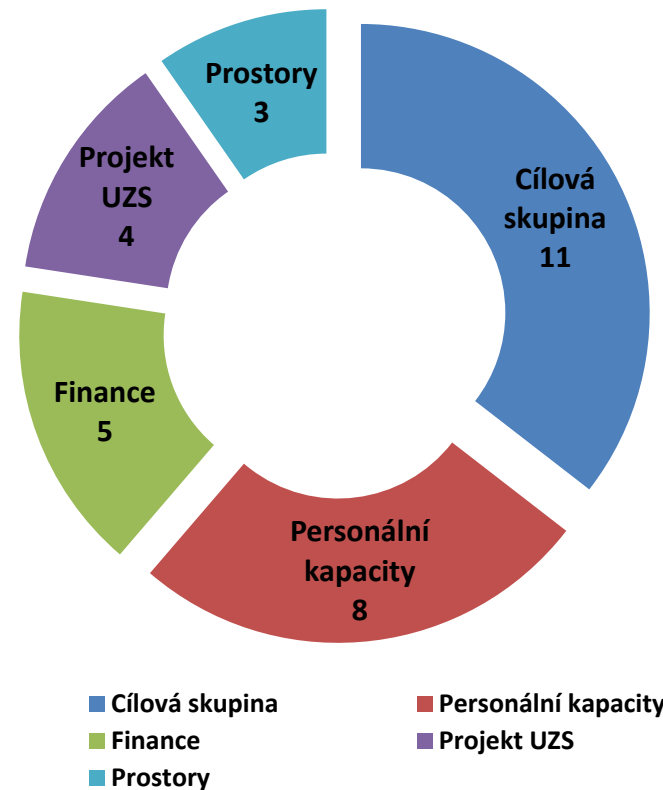 Prostory
3
Cílová
skupina
11
Projekt
UZS
4
Finance
5
Personální
kapacity
8
Cílová skupina
Personální kapacity
Finance
Projekt UZS
Prostory